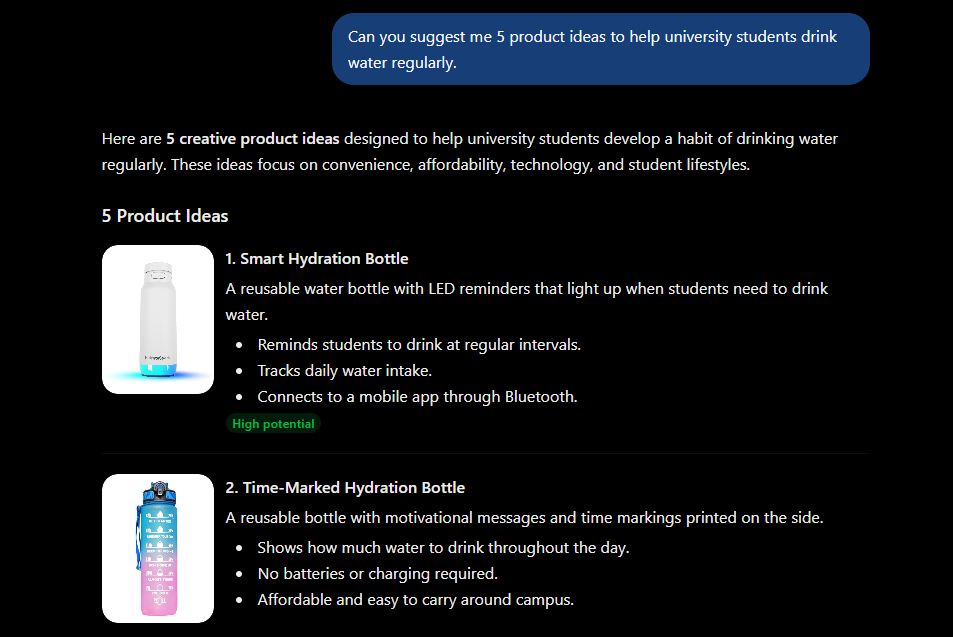 Can you suggest me 5 product ideas to help university students drink
water regularly.
Here are 5 creative product ideas designed to help university students develop a habit of drinking water
regularly. These ideas focus on convenience, affordability, technology, and student lifestyles.
5 Product Ideas
1. Smart Hydration Bottle
A reusable water bottle with LED reminders that light up when students need to drink
water.
• Reminds students to drink at regular intervals.
• Tracks daily water intake.
• Connects to a mobile app through Bluetooth.
High potential
2. Time-Marked Hydration Bottle
A reusable bottle with motivational messages and time markings printed on the side.
• Shows how much water to drink throughout the day.
• No batteries or charging required.
• Affordable and easy to carry around campus.